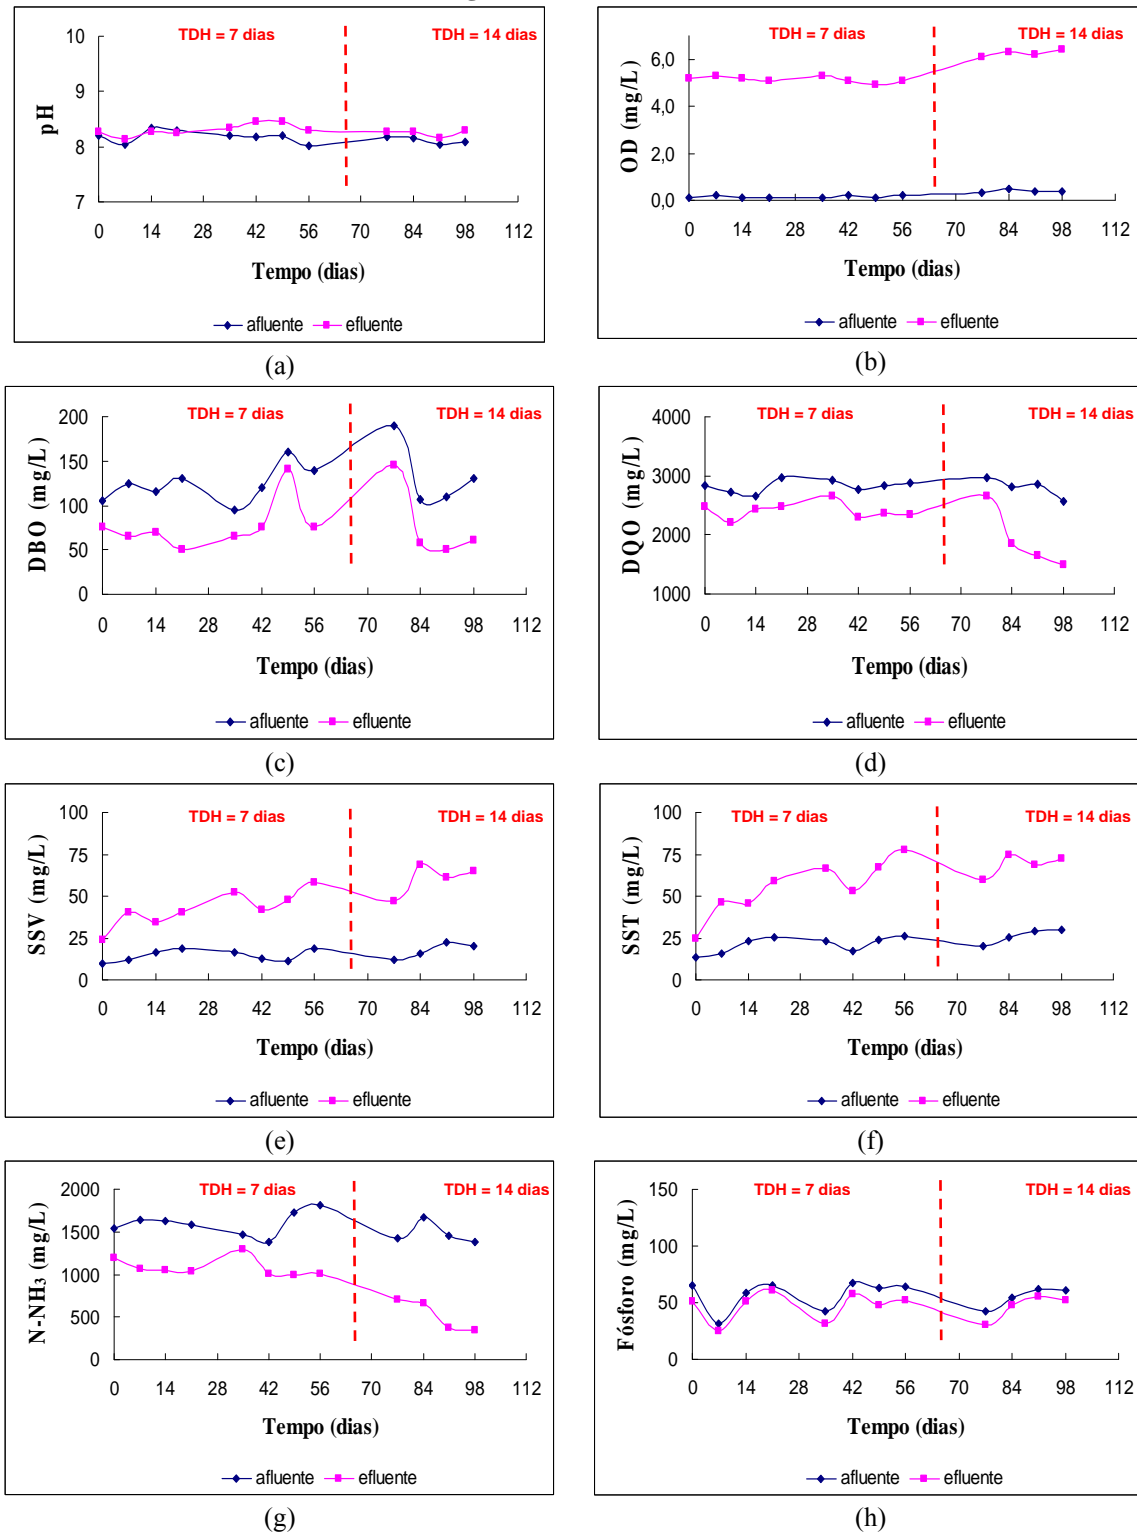 TDH = 7 dias TDH = 14 dias
pH
10
9
8
7
0 14 28 42 56 70 84 98 112
Tempo (dias)
afluente efluente
(a)
TDH = 7 dias TDH = 14 dias
OD (mg/L)
6,0
4,0
2,0
0,0
0 14 28 42 56 70 84 98 112
Tempo (dias)
afluente efluente
(b)
TDH = 7 dias TDH = 14 dias
DBO (mg/L)
200
150
100
50
0
0 14 28 42 56 70 84 98 112
Tempo (dias)
afluente efluente
(c)
TDH = 7 dias TDH = 14 dias
DQO (mg/L)
4000
3000
2000
1000
0 14 28 42 56 70 84 98 112
Tempo (dias)
afluente efluente
(d)
TDH = 7 dias TDH = 14 dias
SSV (mg/L)
100
75
50
25
0
0 14 28 42 56 70 84 98 112
Tempo (dias)
afluente efluente
(e)
TDH = 7 dias TDH = 14 dias
SST (mg/L)
100
75
50
25
0
0 14 28 42 56 70 84 98 112
Tempo (dias)
afluente efluente
(f)
TDH = 7 dias TDH = 14 dias
N-NH₃ (mg/L)
2000
1500
1000
500
0
0 14 28 42 56 70 84 98 112
Tempo (dias)
afluente efluente
(g)
TDH = 7 dias TDH = 14 dias
Fósforo (mg/L)
150
100
50
0
0 14 28 42 56 70 84 98 112
Tempo (dias)
afluente efluente
(h)